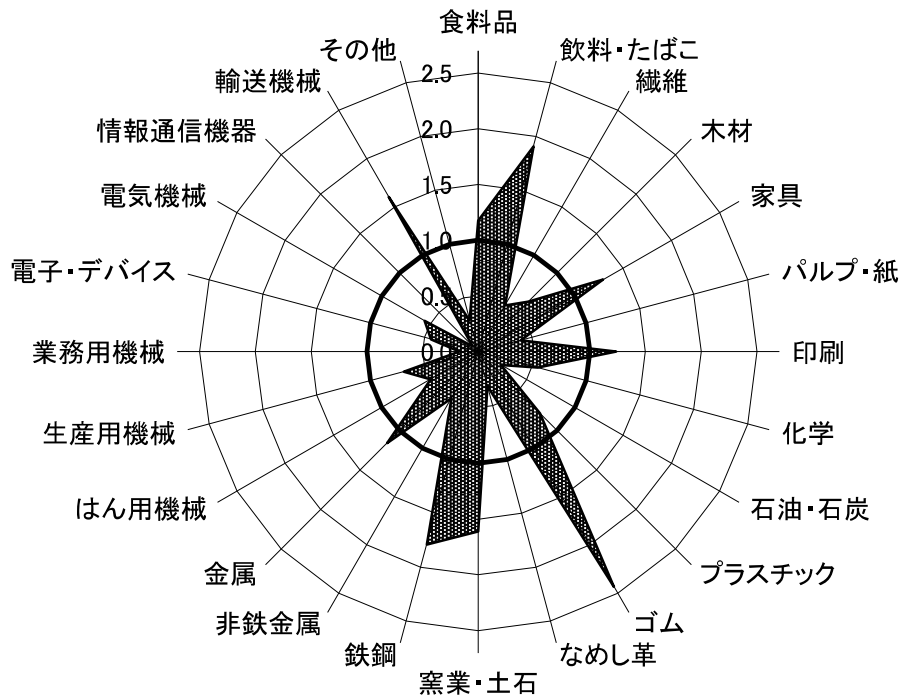 食料品
飲料・たばこ
繊維
木材
家具
パルプ・紙
印刷
化学
石油・石炭
プラスチック
ゴム
なめし革
窯業・土石
鉄鋼
非鉄金属
金属
はん用機械
生産用機械
業務用機械
電子・デバイス
電気機械
情報通信機器
輸送機械
その他
2.5
2.0
1.5
1.0
0.5
0.0